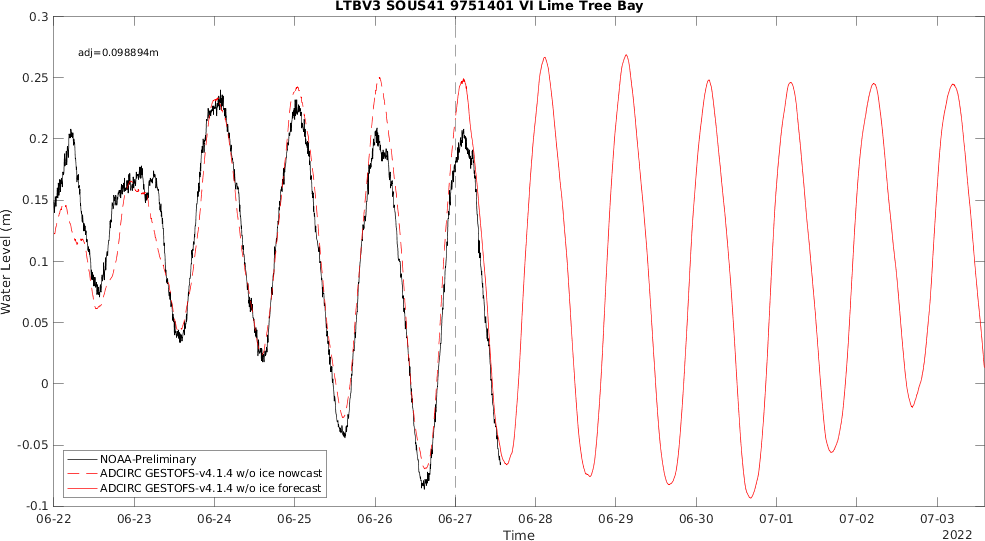 LTBV3 SOUS41 9751401 VI Lime Tree Bay
adj=0.098894m
0.3
0.25
0.2
0.15
0.1
0.05
0
-0.05
-0.1
Water Level (m)
NOAA-Preliminary
ADCIRC GESTOFS-v4.1.4 w/o ice nowcast
ADCIRC GESTOFS-v4.1.4 w/o ice forecast
06-22 06-23 06-24 06-25 06-26 06-27 06-28 06-29 06-30 07-01 07-02 07-03
Time
2022